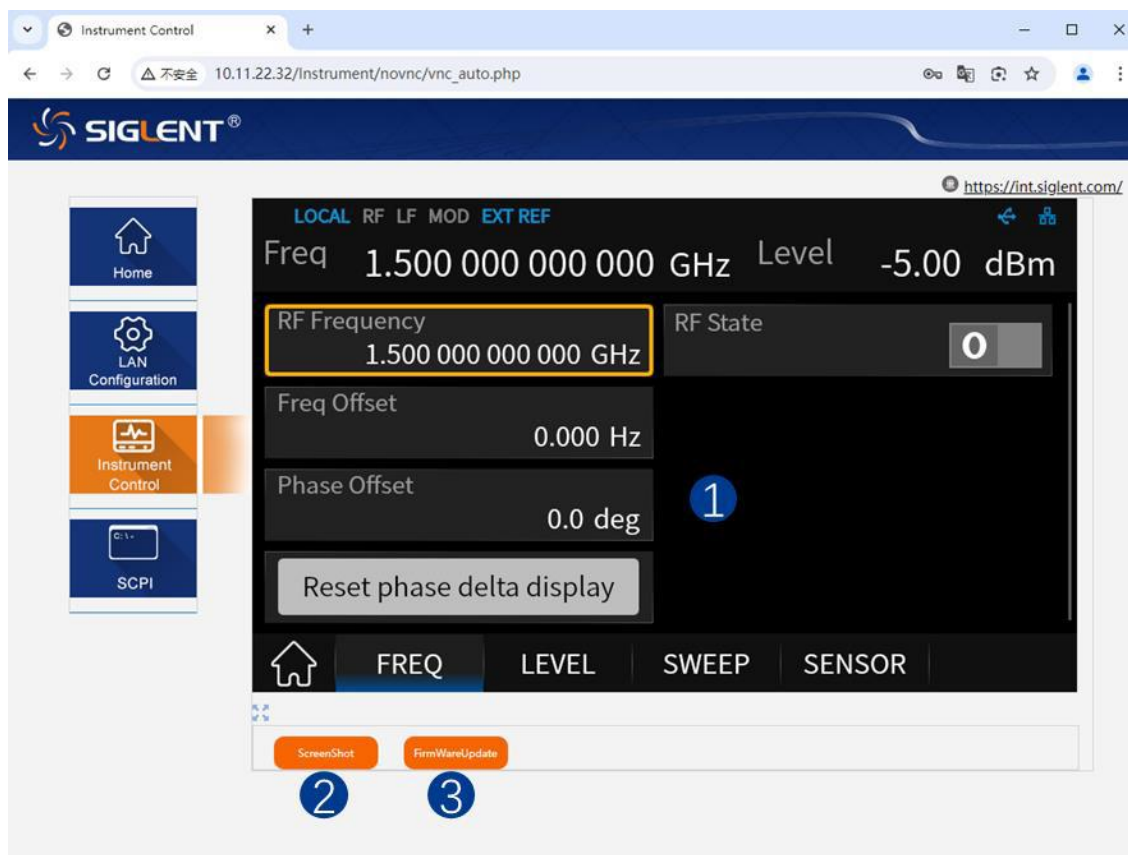 Instrument Control
不安全 10.11.22.32/Instrument/novnc/vnc_auto.php
SIGLENT®
https://int.siglent.com/
Home
LAN
Configuration
Instrument
Control
C:\-
SCPI
LOCAL RF LF MOD EXT REF
Freq 1.500 000 000 000 GHz Level -5.00 dBm
RF Frequency
1.500 000 000 000 GHz
RF State
0
Freq Offset
0.000 Hz
Phase Offset
0.0 deg
1
Reset phase delta display
FREQ LEVEL SWEEP SENSOR
ScreenShot FirmWareUpdate
2 3